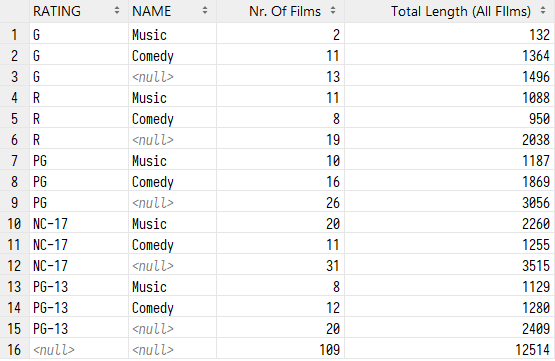 RATING NAME Nr. Of Films Total Length (All FIlms)
1 G Music 2 132
2 G Comedy 11 1364
3 G <null> 13 1496
4 R Music 11 1088
5 R Comedy 8 950
6 R <null> 19 2038
7 PG Music 10 1187
8 PG Comedy 16 1869
9 PG <null> 26 3056
10 NC-17 Music 20 2260
11 NC-17 Comedy 11 1255
12 NC-17 <null> 31 3515
13 PG-13 Music 8 1129
14 PG-13 Comedy 12 1280
15 PG-13 <null> 20 2409
16 <null> <null> 109 12514